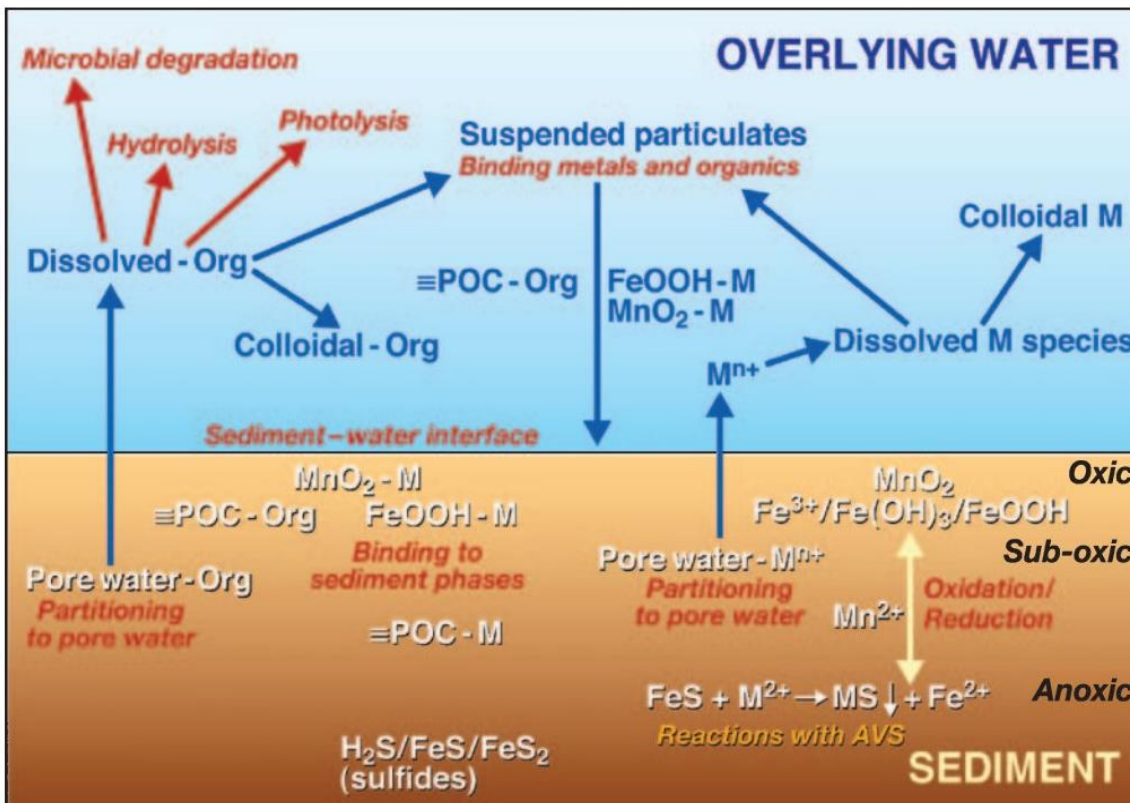 OVERLYING WATER
Microbial degradation
Hydrolysis
Photolysis
Suspended particulates
Binding metals and organics
Colloidal M
Dissolved - Org
≡POC - Org
FeOOH - M
MnO₂ - M
Colloidal - Org
Dissolved M species
Mⁿ⁺
Sediment–water interface
MnO₂ - M
≡POC - Org
FeOOH - M
Binding to
sediment phases
≡POC - M
Pore water - Org
Partitioning
to pore water
Pore water - Mⁿ⁺
Partitioning
to pore water
MnO₂
Fe³⁺/Fe(OH)₃/FeOOH
Mn²⁺
Oxidation/
Reduction
Oxic
Sub-oxic
Anoxic
FeS + M²⁺→MS↓+ Fe²⁺
Reactions with AVS
H₂S/FeS/FeS₂
(sulfides)
SEDIMENT